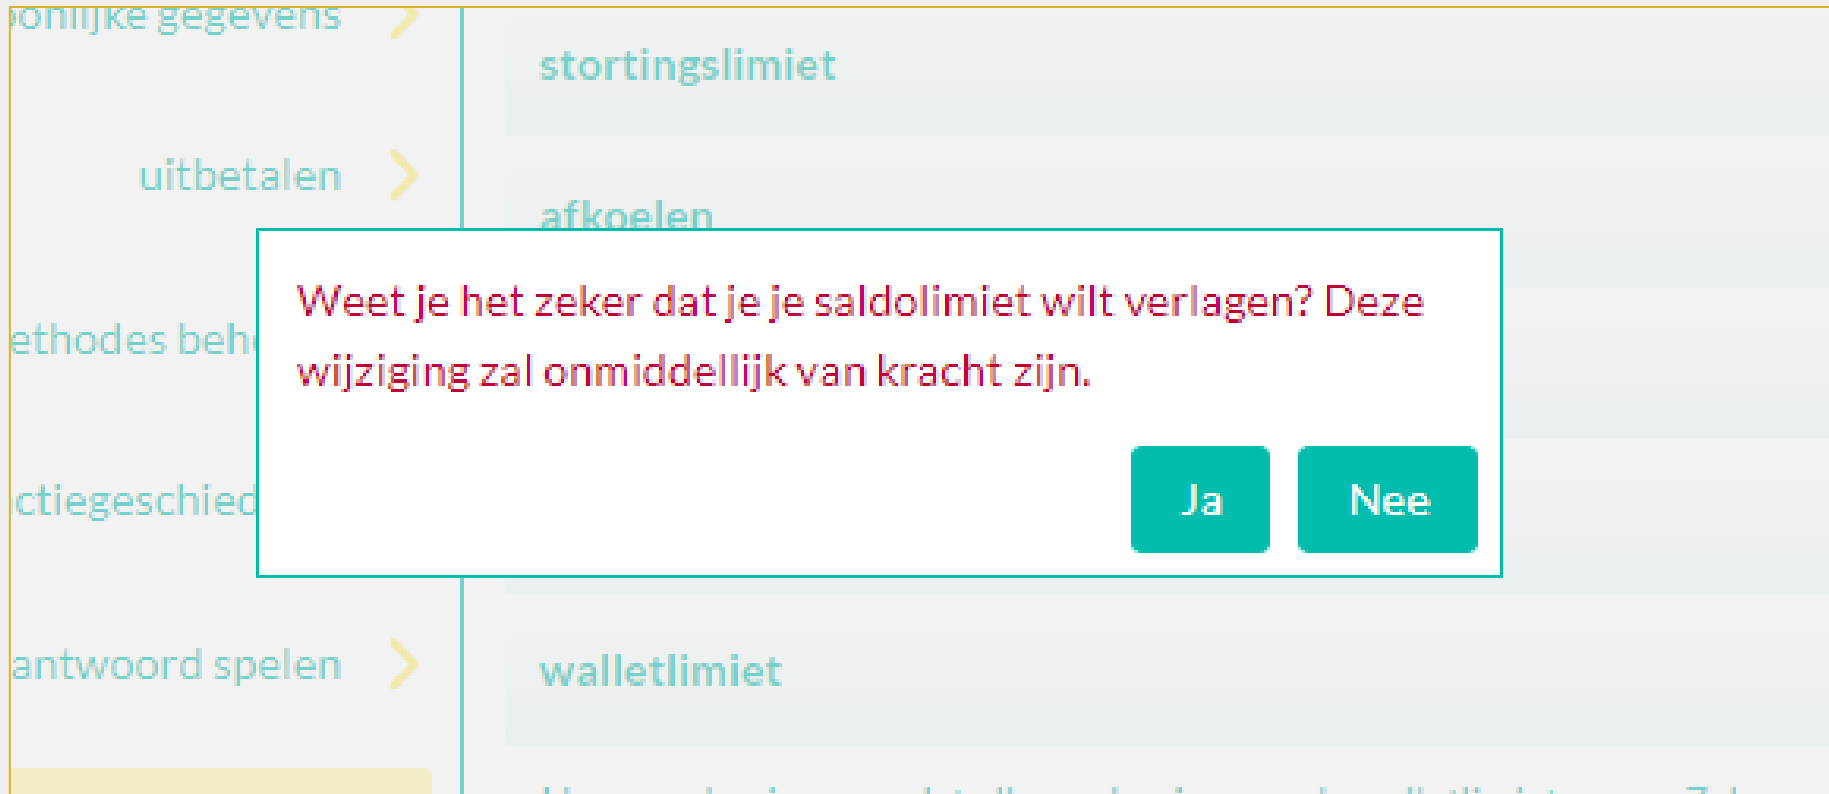 gegevens
stortingslimiet
uitbetalen
afkoelen
Weet je het zeker dat je je saldolimiet wilt verlagen? Deze
wijziging zal onmiddellijk van kracht zijn.
Ja
Nee
antwoord spelen
walletlimiet